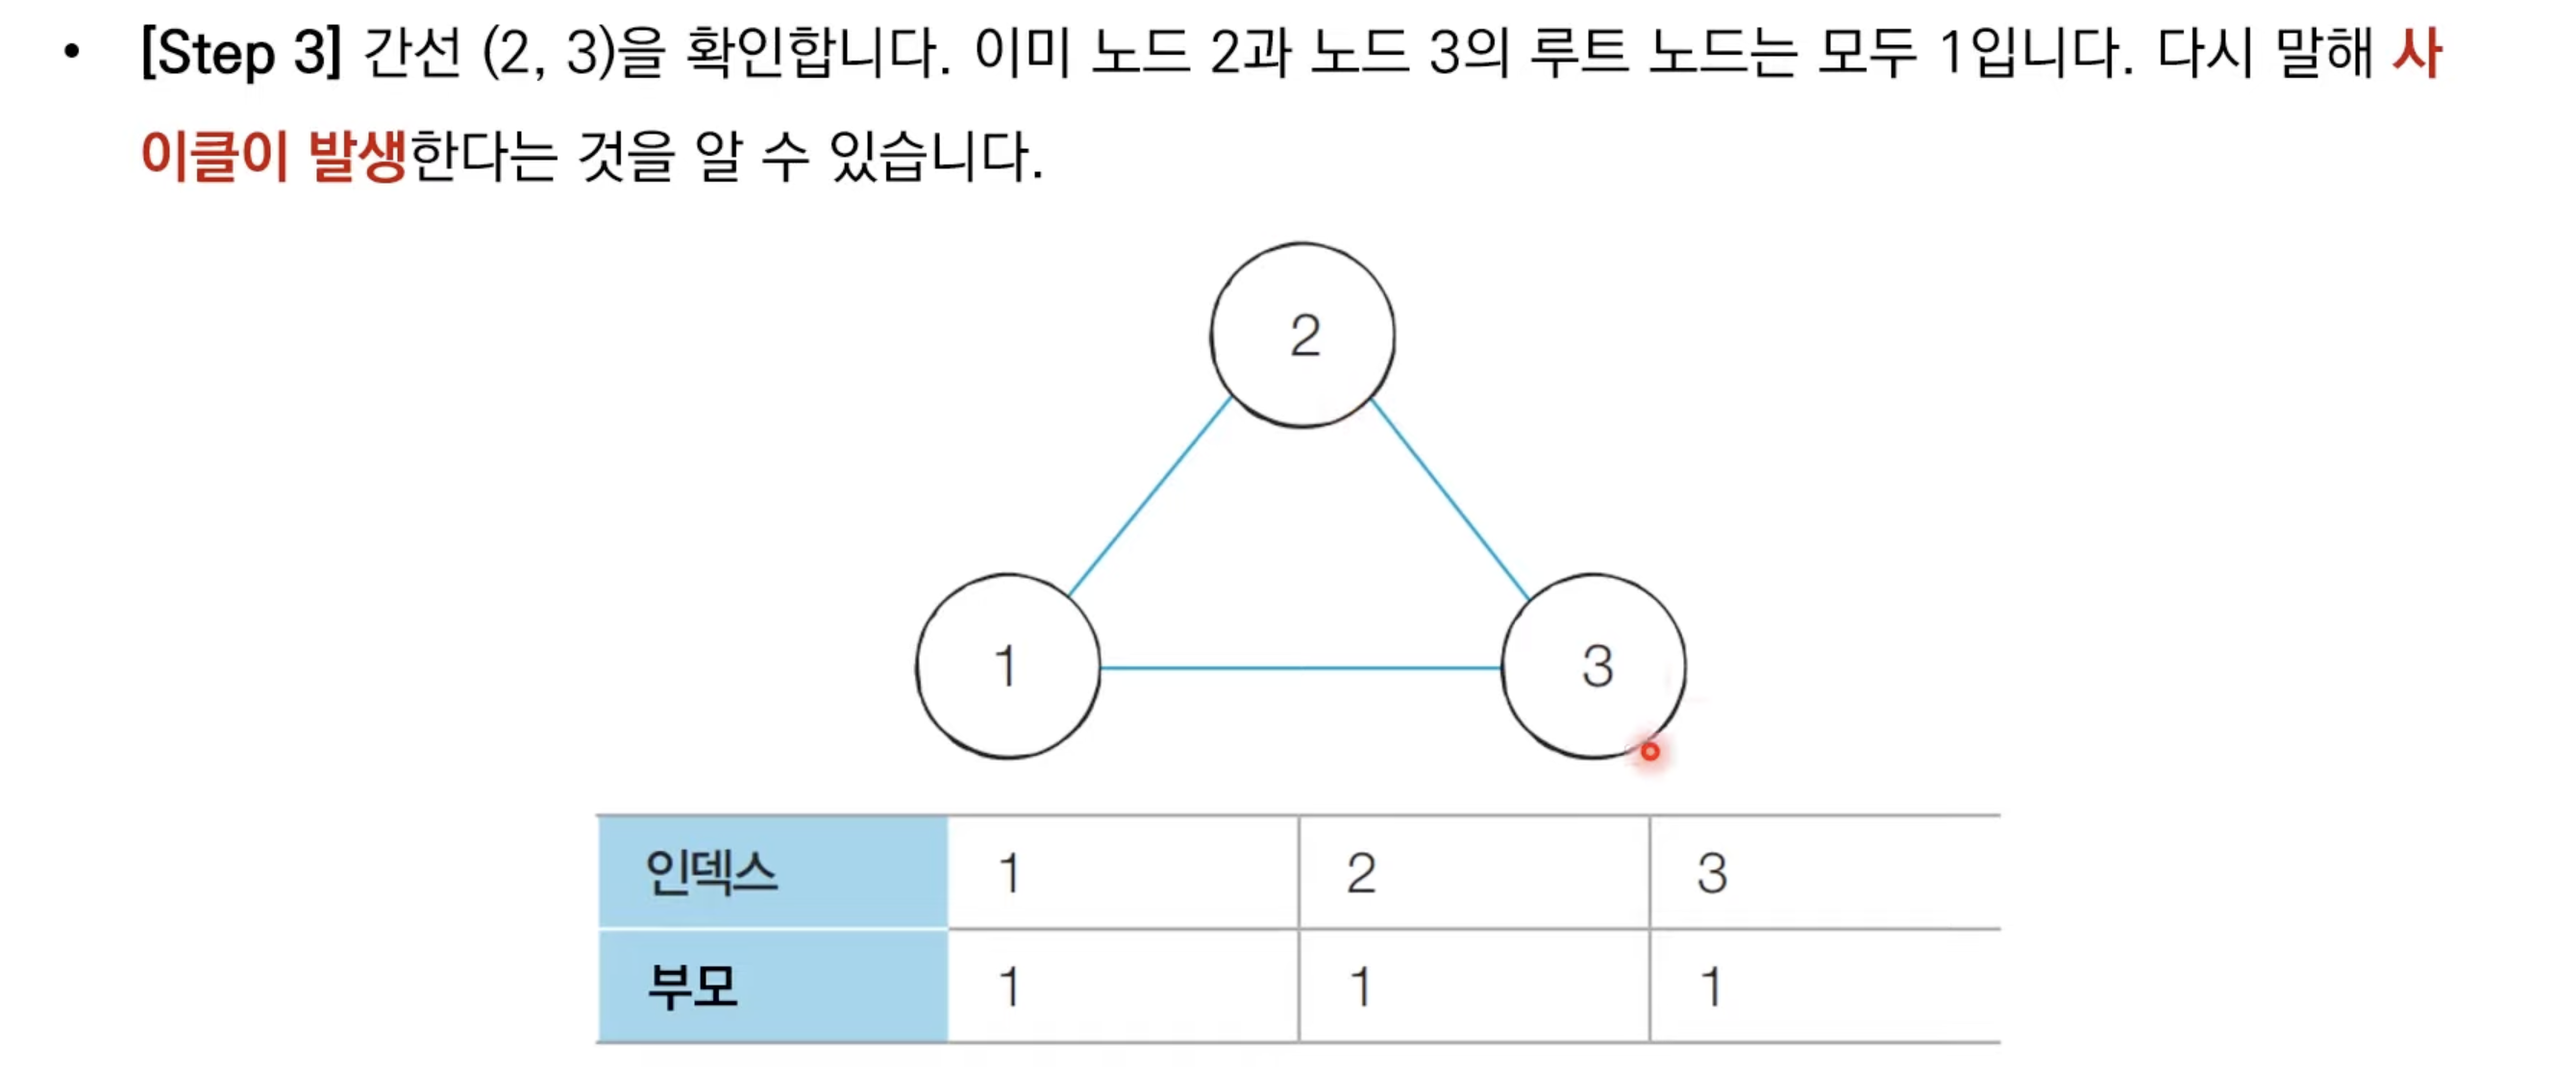 • [Step 3] 간선 (2, 3)을 확인합니다. 이미 노드 2과 노드 3의 루트 노드는 모두 1입니다. 다시 말해 사
이클이 발생한다는 것을 알 수 있습니다.
2
1 3
인덱스 1 2 3
부모 1 1 1